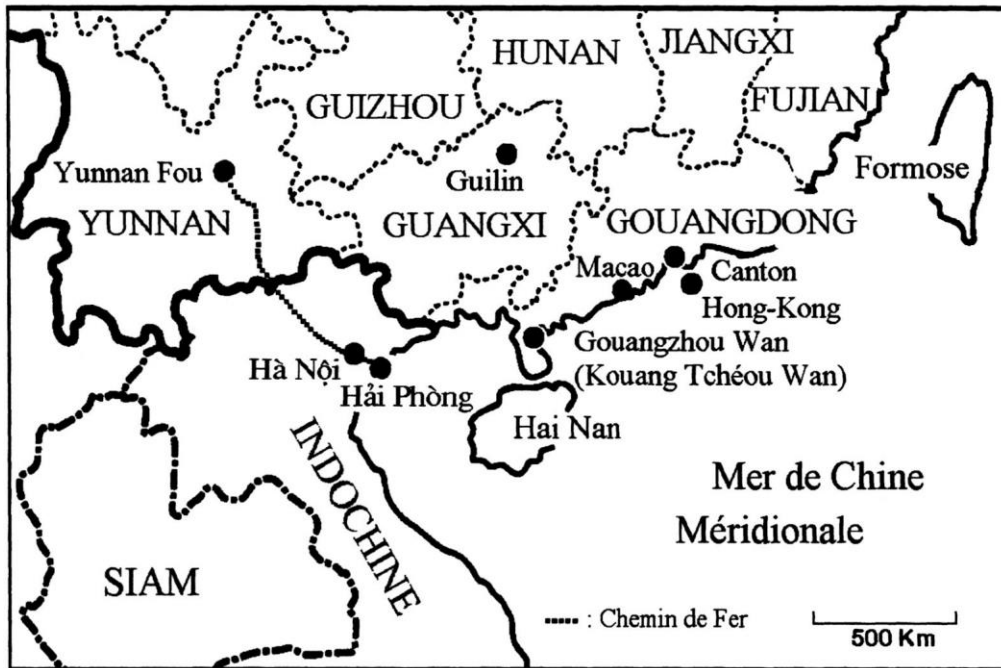 HUNAN
JIANGXI
GUIZHOU
FUJIAN
Yunnan Fou
Guilin
Formose
YUNNAN
GUANGXI
GOUANGDONG
Macao
Canton
Hong-Kong
Gouangzhou Wan
(Kouang Tchéou Wan)
Hà Nội
Hải Phòng
Hai Nan
INDOCHINE
Mer de Chine
Méridionale
SIAM
: Chemin de Fer
500 Km